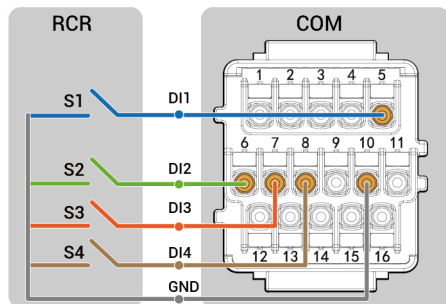 RCR COM
1 2 3 4 5
S1 DI1
6 7 8 9 10 11
S2 DI2
S3 DI3
S4 DI4
12 13 14 15 16
GND